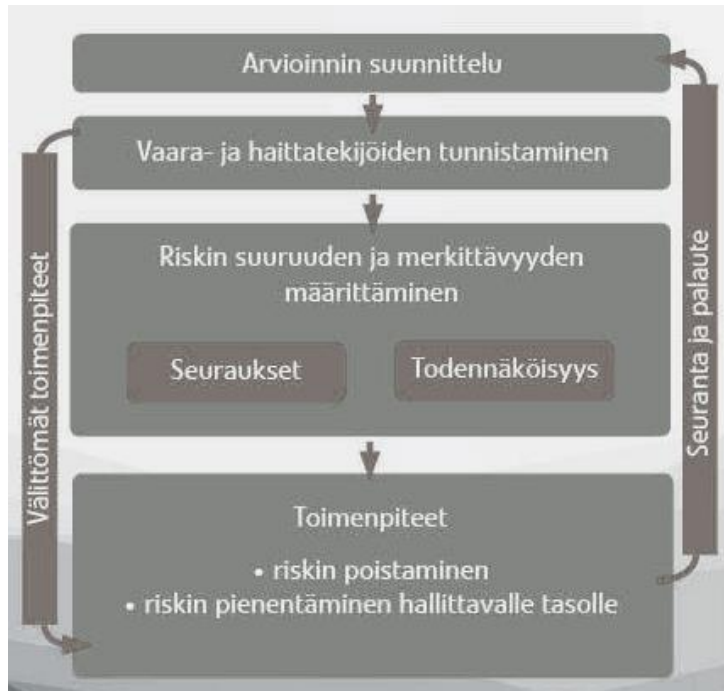 Arvioinnin suunnittelu
Vaara- ja haittatekijöiden tunnistaminen
Riskin suuruuden ja merkittävyyden
määrittäminen
Seuraukset
Todennäköisyys
Toimenpiteet
• riskin poistaminen
• riskin pienentäminen hallittavalle tasolle
Välittömät toimenpiteet
Seuranta ja palaute